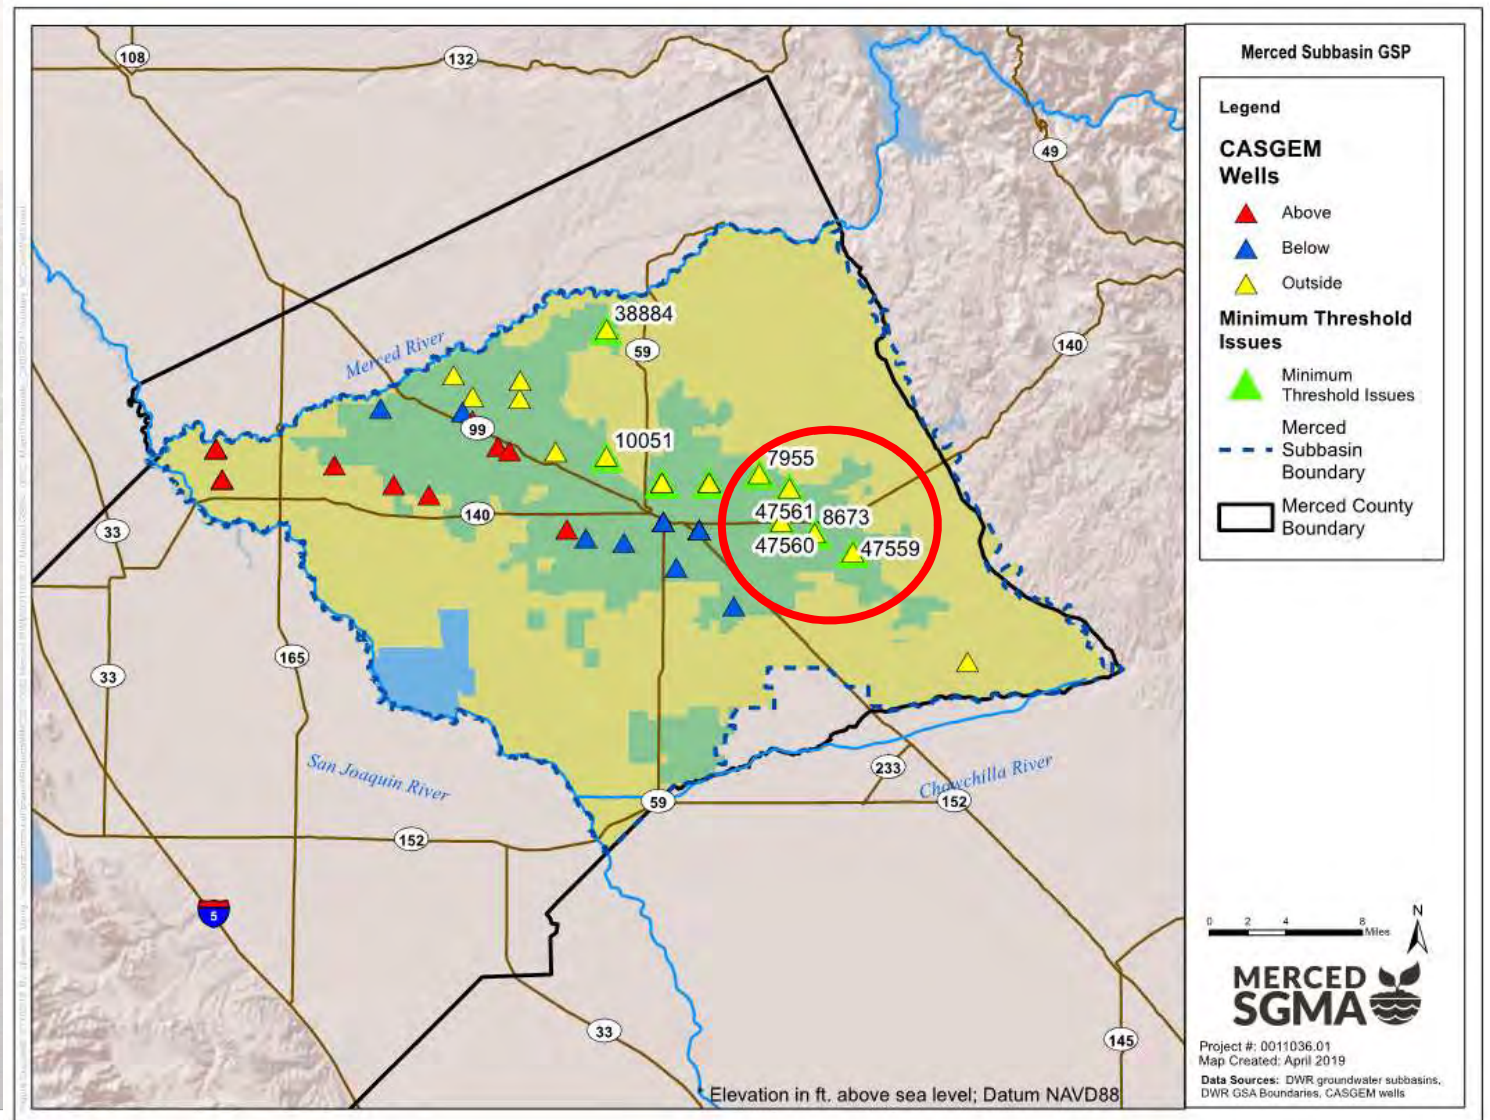 Merced Subbasin GSP
Legend
CASGEM
Wells
Above
Below
Outside
Minimum Threshold
Issues
Minimum
Threshold Issues
Merced
Subbasin
Boundary
Merced County
Boundary
108
132
49
140
38884
59
Merced River
99
10051
7955
47561
8673
47560
47559
140
33
165
33
San Joaquin River
233
Chowchilla River
59
152
152
5
33
145
0 2 4 8
Miles
N
MERCED
SGMA
Project #: 0011036.01
Map Created: April 2019
Data Sources: DWR groundwater subbasins,
DWR GSA Boundaries, CASGEM wells
Elevation in ft. above sea level; Datum NAVD88